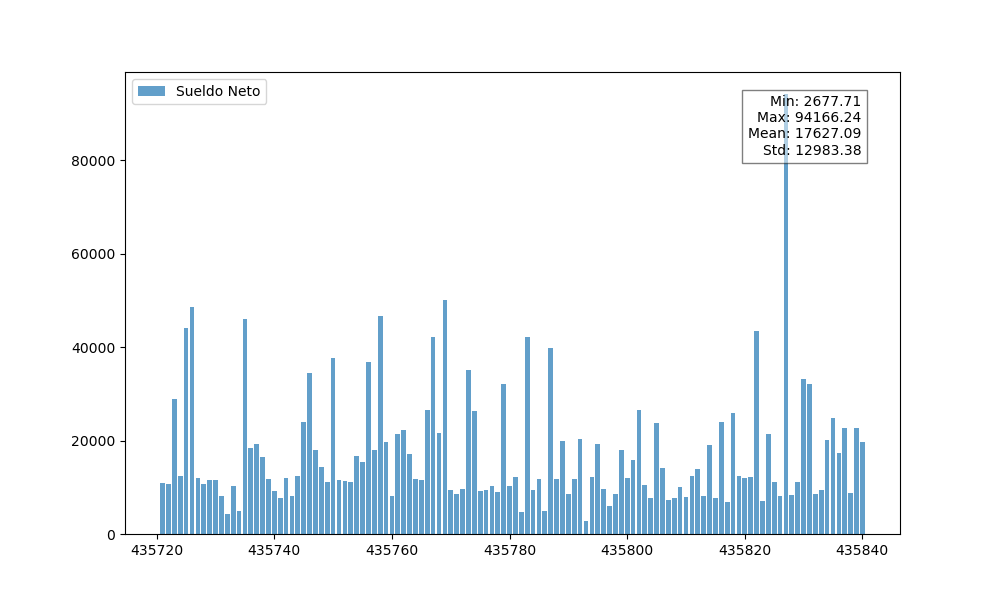 Sueldo Neto
Min: 2677.71
Max: 94166.24
Mean: 17627.09
Std: 12983.38
80000
60000
40000
20000
0
435720 435740 435760 435780 435800 435820 435840